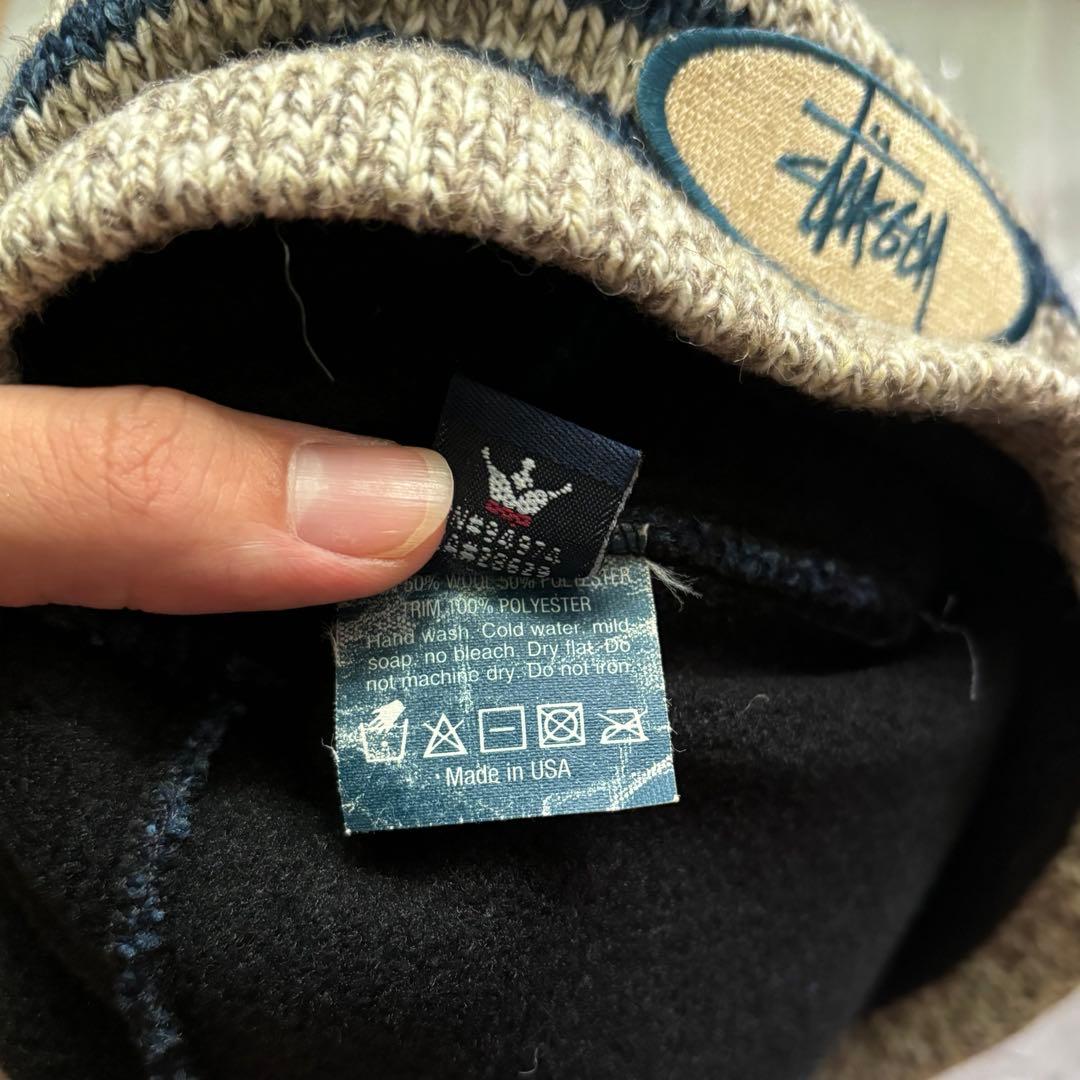 Stüssy
50% WOOL 50% POLYESTER
TRIM 100% POLYESTER
Hand wash. Cold water, mild
soap, no bleach. Dry flat. Do
not machine dry. Do not iron.
Made in USA